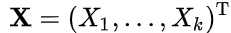 𝐗 = (X₁, . . . , Xₖ)ᵀ